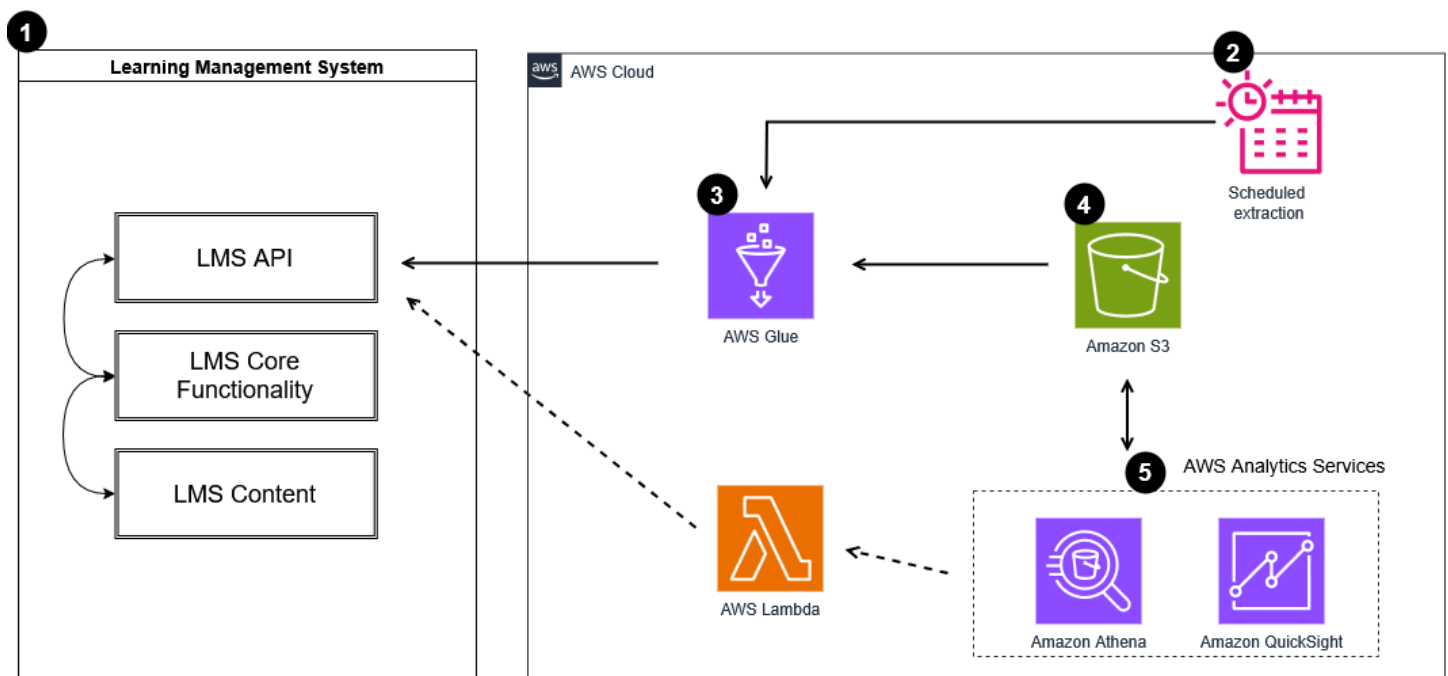 1
Learning Management System
LMS API
LMS Core
Functionality
LMS Content
aws
AWS Cloud
2
Scheduled
extraction
3
AWS Glue
4
Amazon S3
AWS Lambda
5
AWS Analytics Services
Amazon Athena
Amazon QuickSight